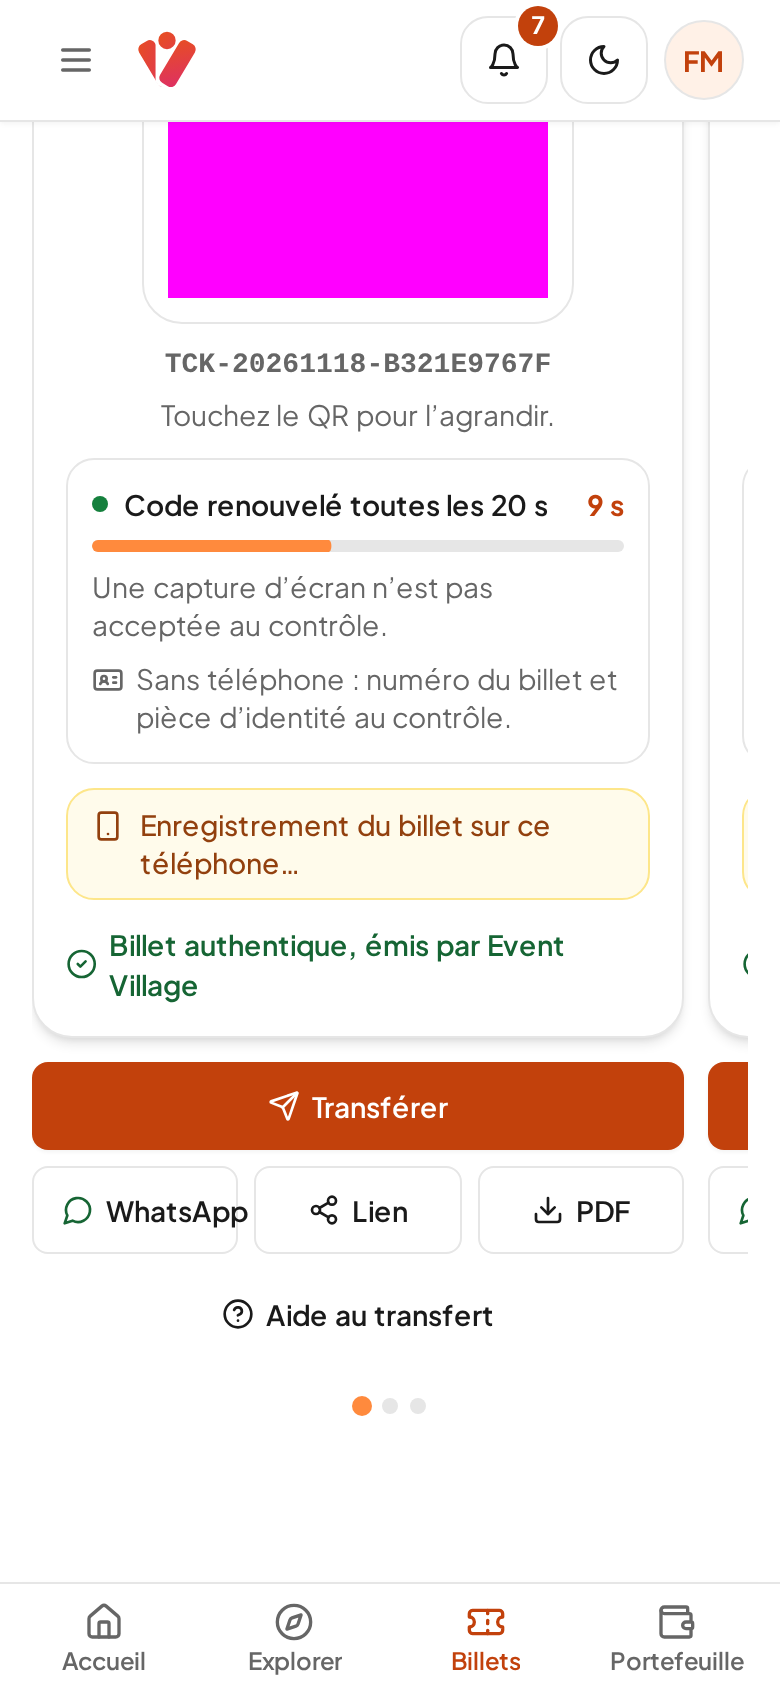 7
FM
TCK-20261118-B321E9767F
Touchez le QR pour l’agrandir.
Code renouvelé toutes les 20 s
9 s
Une capture d’écran n’est pas
acceptée au contrôle.
Sans téléphone : numéro du billet et
pièce d’identité au contrôle.
Enregistrement du billet sur ce
téléphone…
Billet authentique, émis par Event
Village
Transférer
WhatsApp
Lien
PDF
Aide au transfert
Accueil
Explorer
Billets
Portefeuille